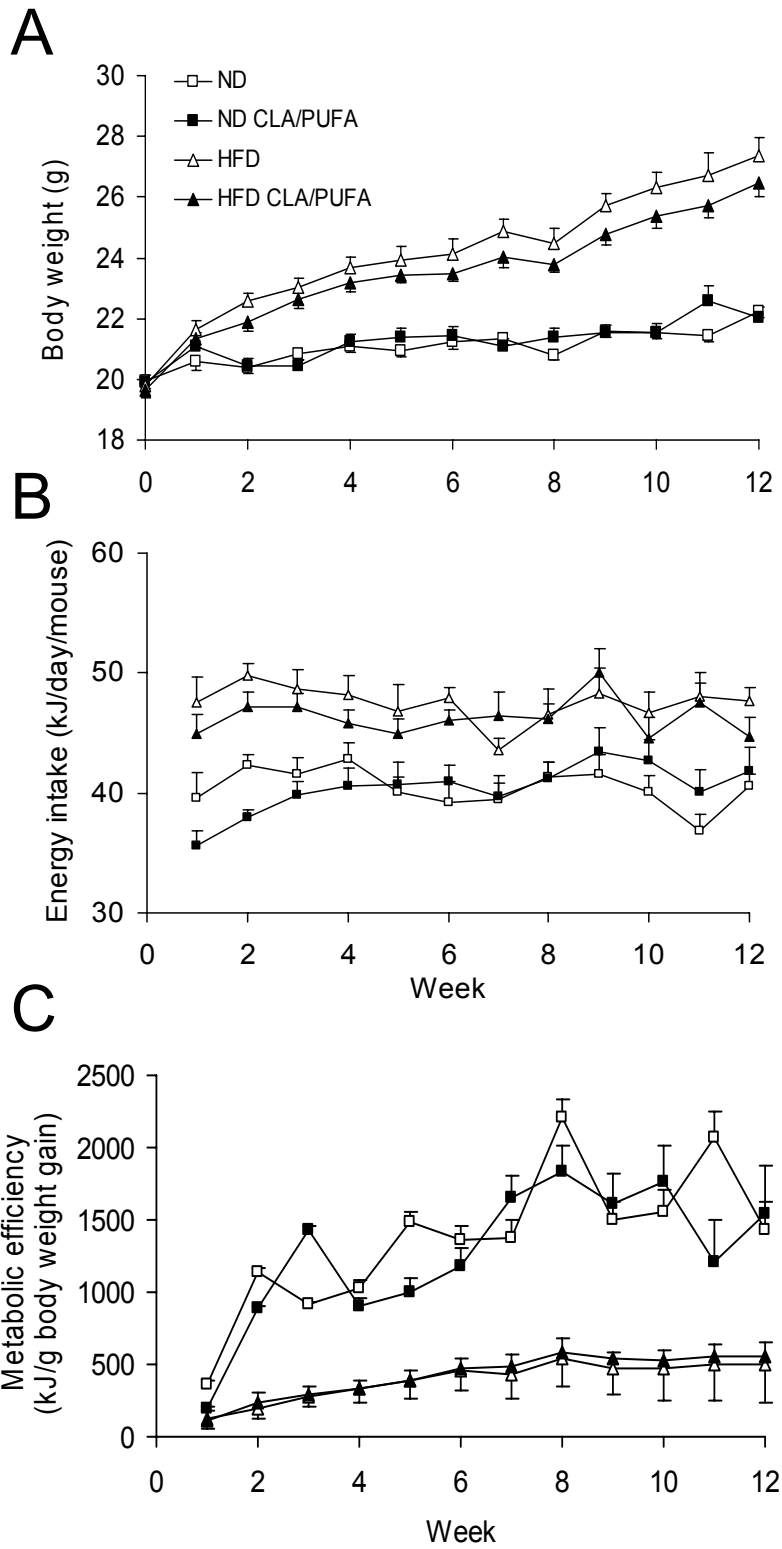 A
30
28
26
24
22
20
18
Body weight (g)
ND
ND CLA/PUFA
HFD
HFD CLA/PUFA
0 2 4 6 8 10 12
B
60
50
40
30
Energy intake (kJ/day/mouse)
0 2 4 6 8 10 12
Week
C
2500
2000
1500
1000
500
0
Metabolic efficiency
(kJ/g body weight gain)
0 2 4 6 8 10 12
Week